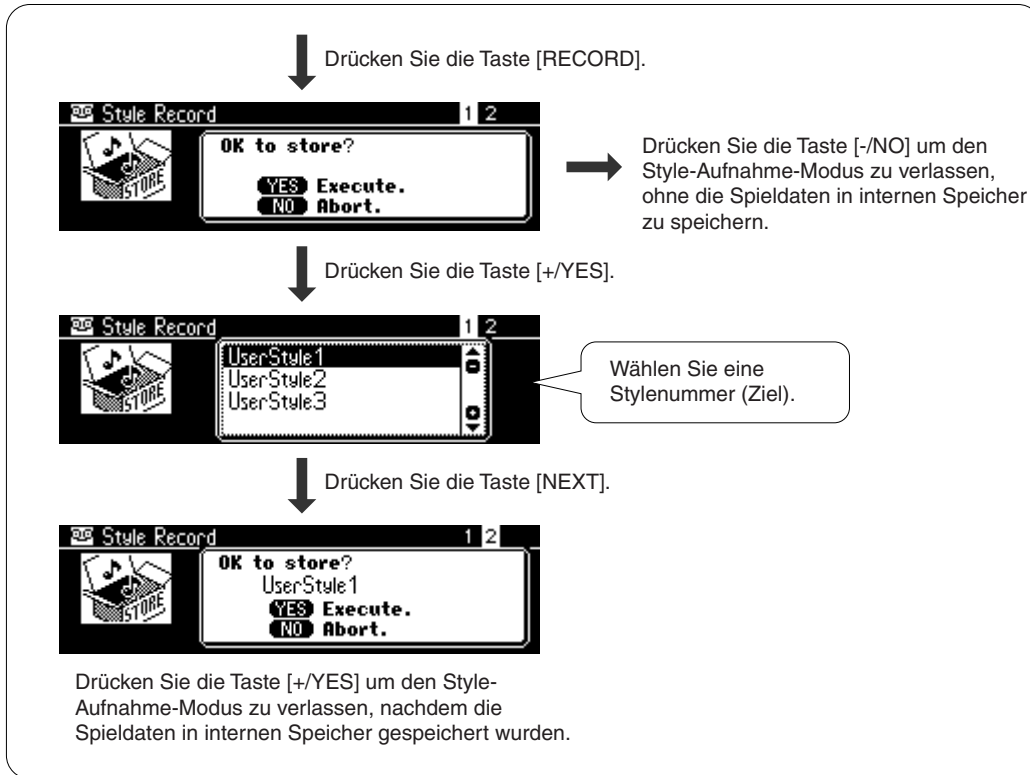 Drücken Sie die Taste [RECORD].
Style Record 1 2
OK to store?
YES Execute.
NO Abort.
STORE
Drücken Sie die Taste [-/NO] um den
Style-Aufnahme-Modus zu verlassen,
ohne die Spieldaten in internen Speicher
zu speichern.
Drücken Sie die Taste [+/YES].
Style Record 1 2
UserStyle1
UserStyle2
UserStyle3
STORE
Wählen Sie eine
Stylenummer (Ziel).
Drücken Sie die Taste [NEXT].
Style Record 1 2
OK to store?
UserStyle1
YES Execute.
NO Abort.
STORE
Drücken Sie die Taste [+/YES] um den Style-
Aufnahme-Modus zu verlassen, nachdem die
Spieldaten in internen Speicher gespeichert wurden.